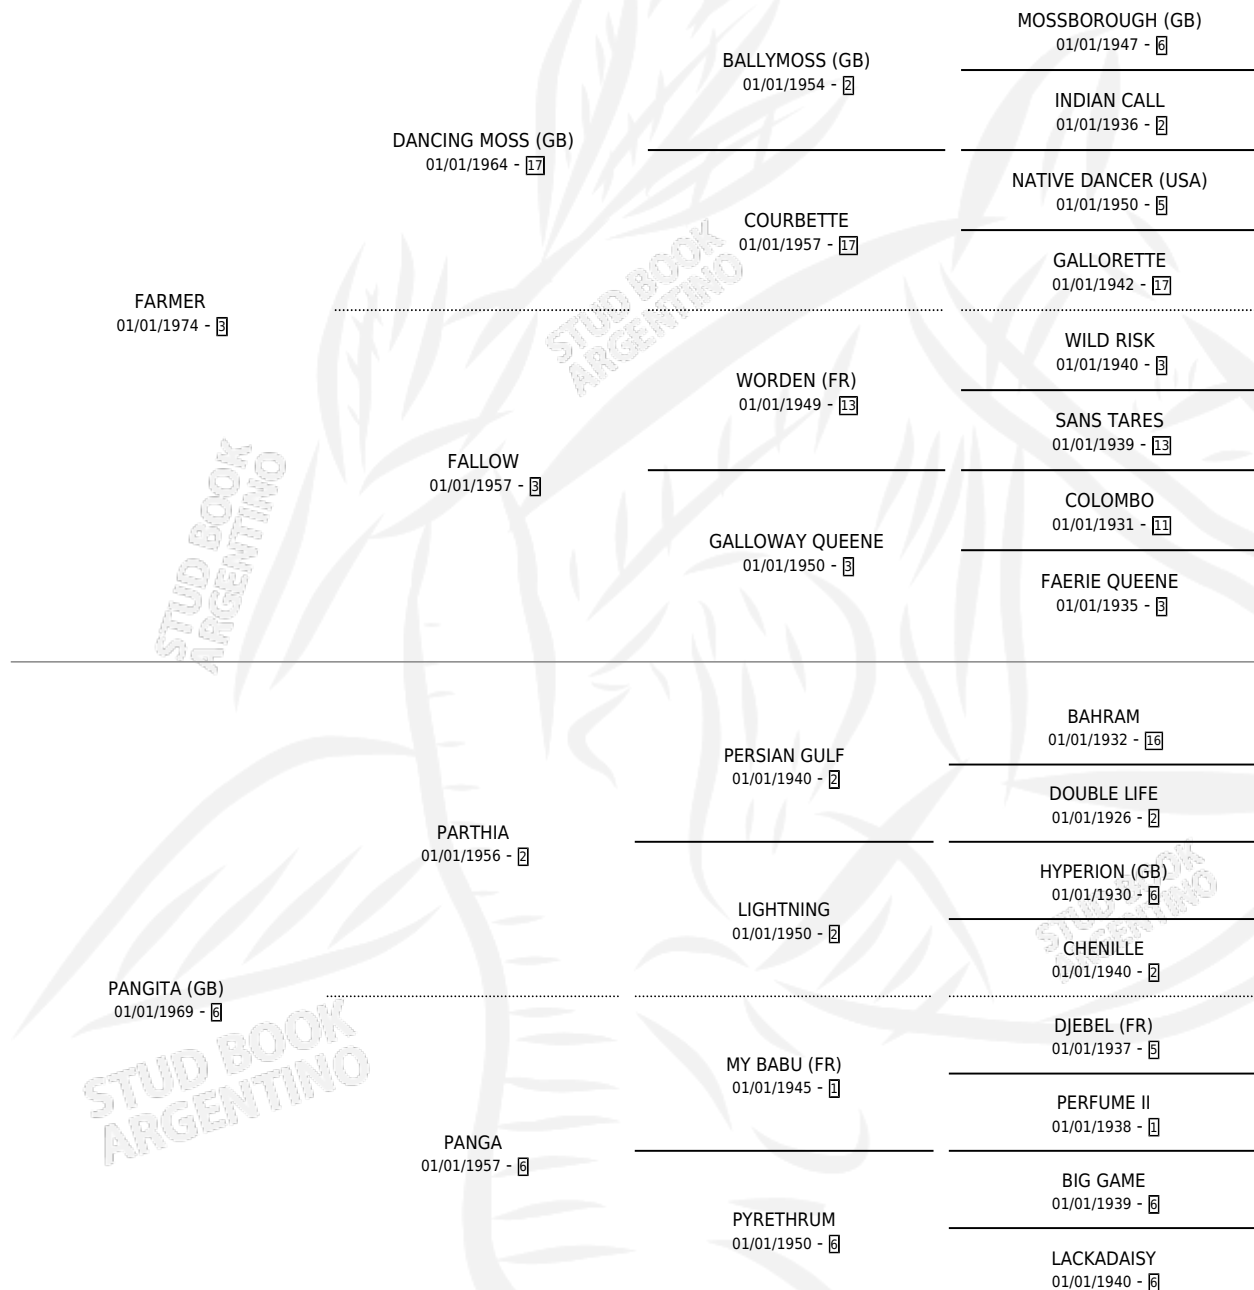 MOSSBOROUGH (GB)
01/01/1947 - 6
BALLYMOSS (GB)
01/01/1954 - 2
INDIAN CALL
01/01/1936 - 2
DANCING MOSS (GB)
01/01/1964 - 17
NATIVE DANCER (USA)
01/01/1950 - 5
COURBETTE
01/01/1957 - 17
GALLORETTE
01/01/1942 - 17
FARMER
01/01/1974 - 3
WILD RISK
01/01/1940 - 3
WORDEN (FR)
01/01/1949 - 13
SANS TARES
01/01/1939 - 13
FALLOW
01/01/1957 - 3
COLOMBO
01/01/1931 - 11
GALLOWAY QUEENE
01/01/1950 - 3
FAERIE QUEENE
01/01/1935 - 3
BAHRAM
01/01/1932 - 16
PERSIAN GULF
01/01/1940 - 2
DOUBLE LIFE
01/01/1926 - 2
PARTHIA
01/01/1956 - 2
HYPERION (GB)
01/01/1930 - 6
LIGHTNING
01/01/1950 - 2
CHENILLE
01/01/1940 - 2
PANGITA (GB)
01/01/1969 - 6
DJEBEL (FR)
01/01/1937 - 5
MY BABU (FR)
01/01/1945 - 1
PERFUME II
01/01/1938 - 1
PANGA
01/01/1957 - 6
BIG GAME
01/01/1939 - 6
PYRETHRUM
01/01/1950 - 6
LACKADAISY
01/01/1940 - 6
STUD BOOK
ARGENTINO
STUD BOOK
ARGENTINO
STUD BOOK
ARGENTINO
STUD BOOK
ARGENTINO